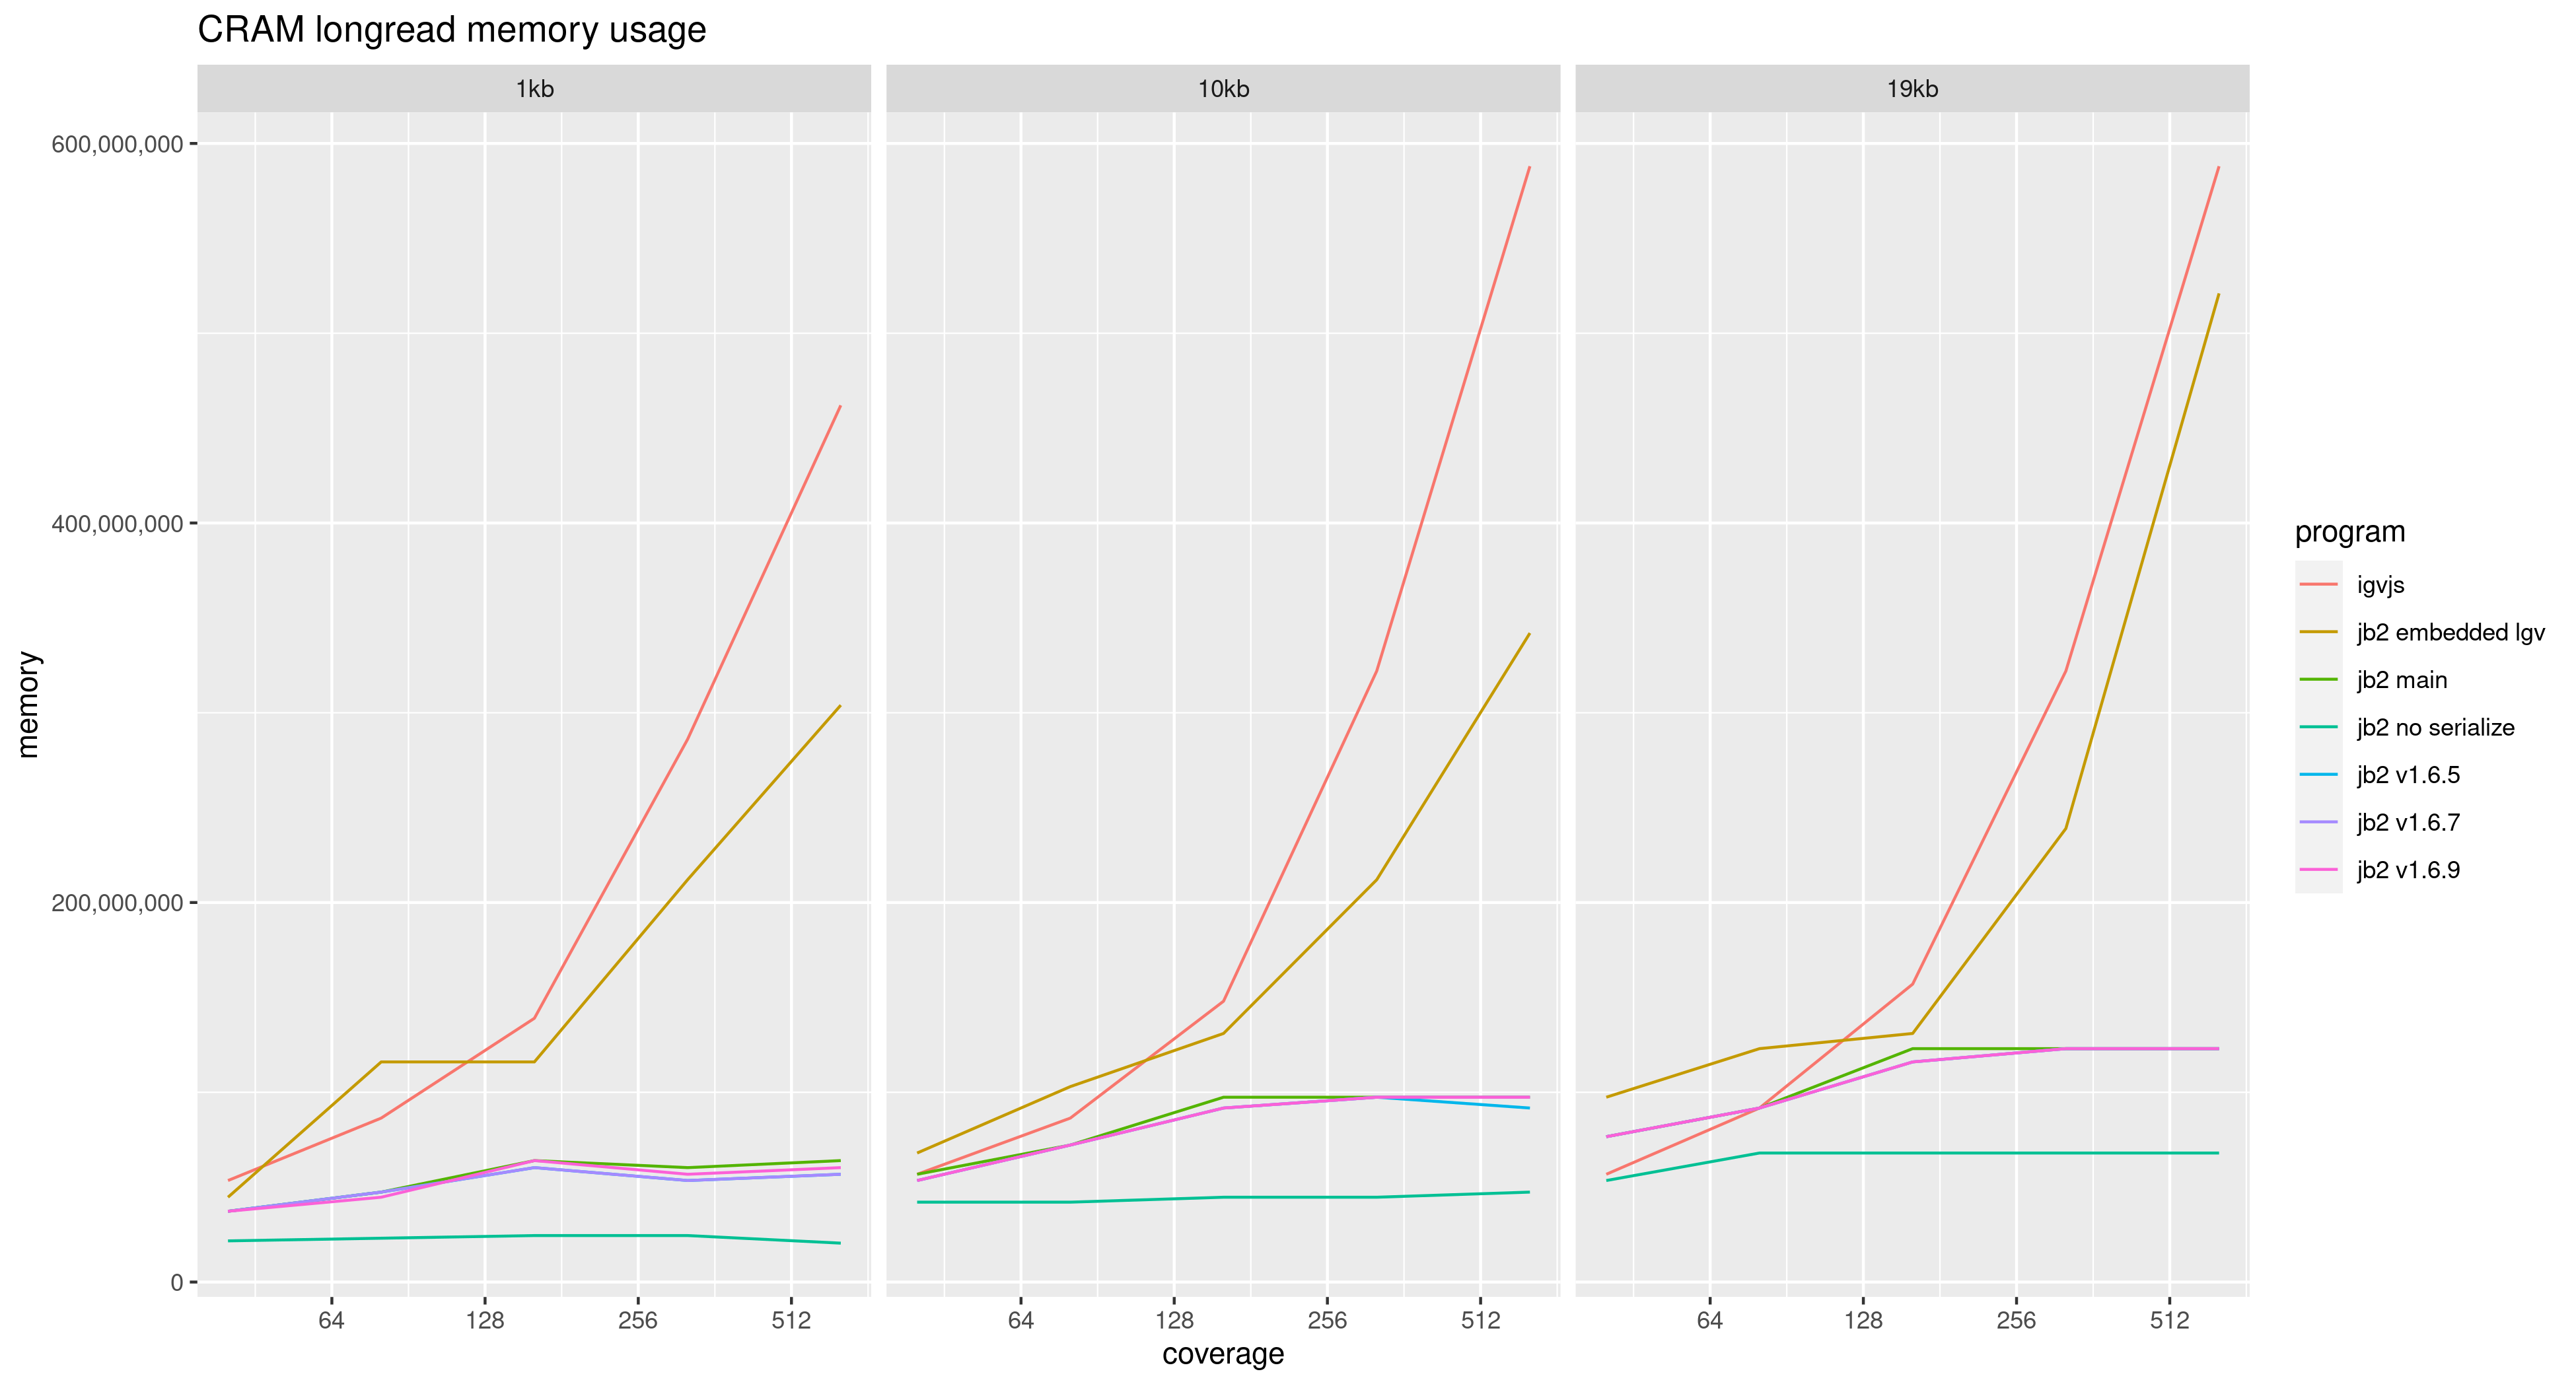 CRAM longread memory usage
1kb
10kb
19kb
600,000,000
400,000,000
200,000,000
0
memory
64
128
256
512
64
128
256
512
64
128
256
512
coverage
program
igvjs
jb2 embedded lgv
jb2 main
jb2 no serialize
jb2 v1.6.5
jb2 v1.6.7
jb2 v1.6.9